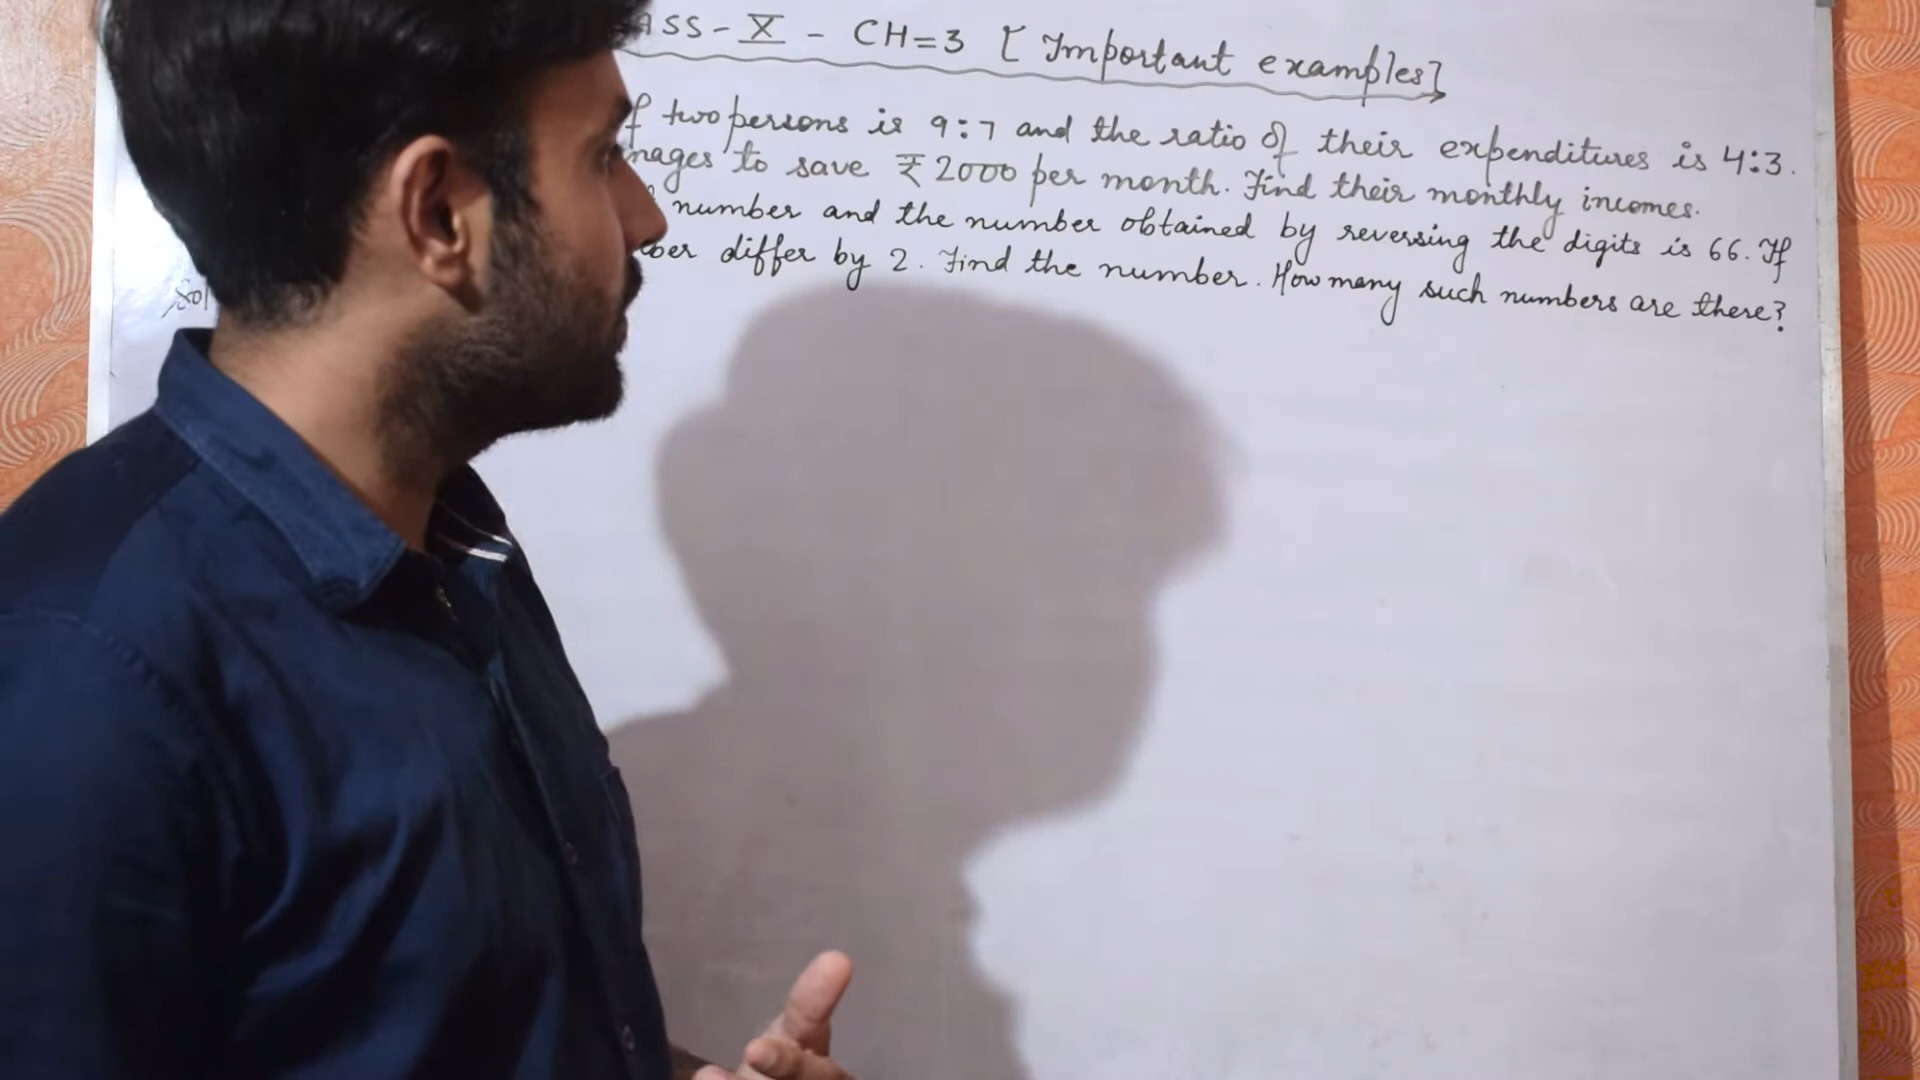 ASS-X - CH=3 [Important examples]
f two persons is 9:7 and the ratio of their expenditures is 4:3.
nages to save ₹2000 per month. Find their monthly incomes.
number and the number obtained by reversing the digits is 66. If
ber differ by 2. Find the number. How many such numbers are there?
Sol